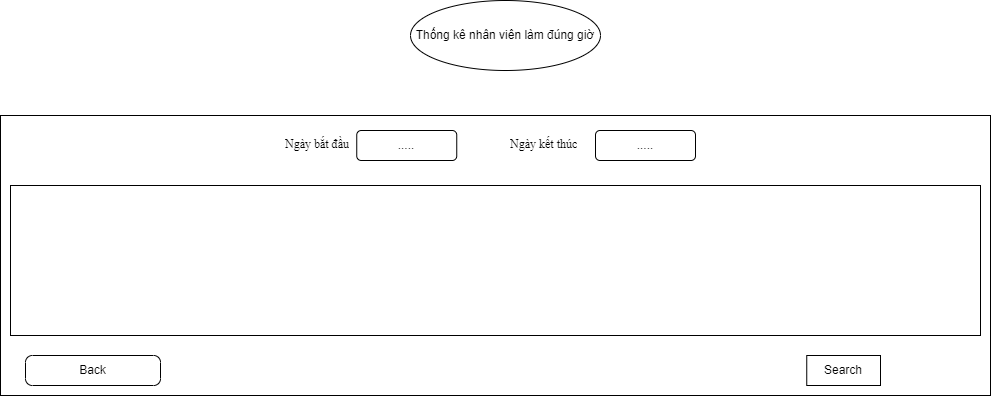 Thống kê nhân viên làm đúng giờ
Ngày bắt đầu ..... Ngày kết thúc .....
Back Search